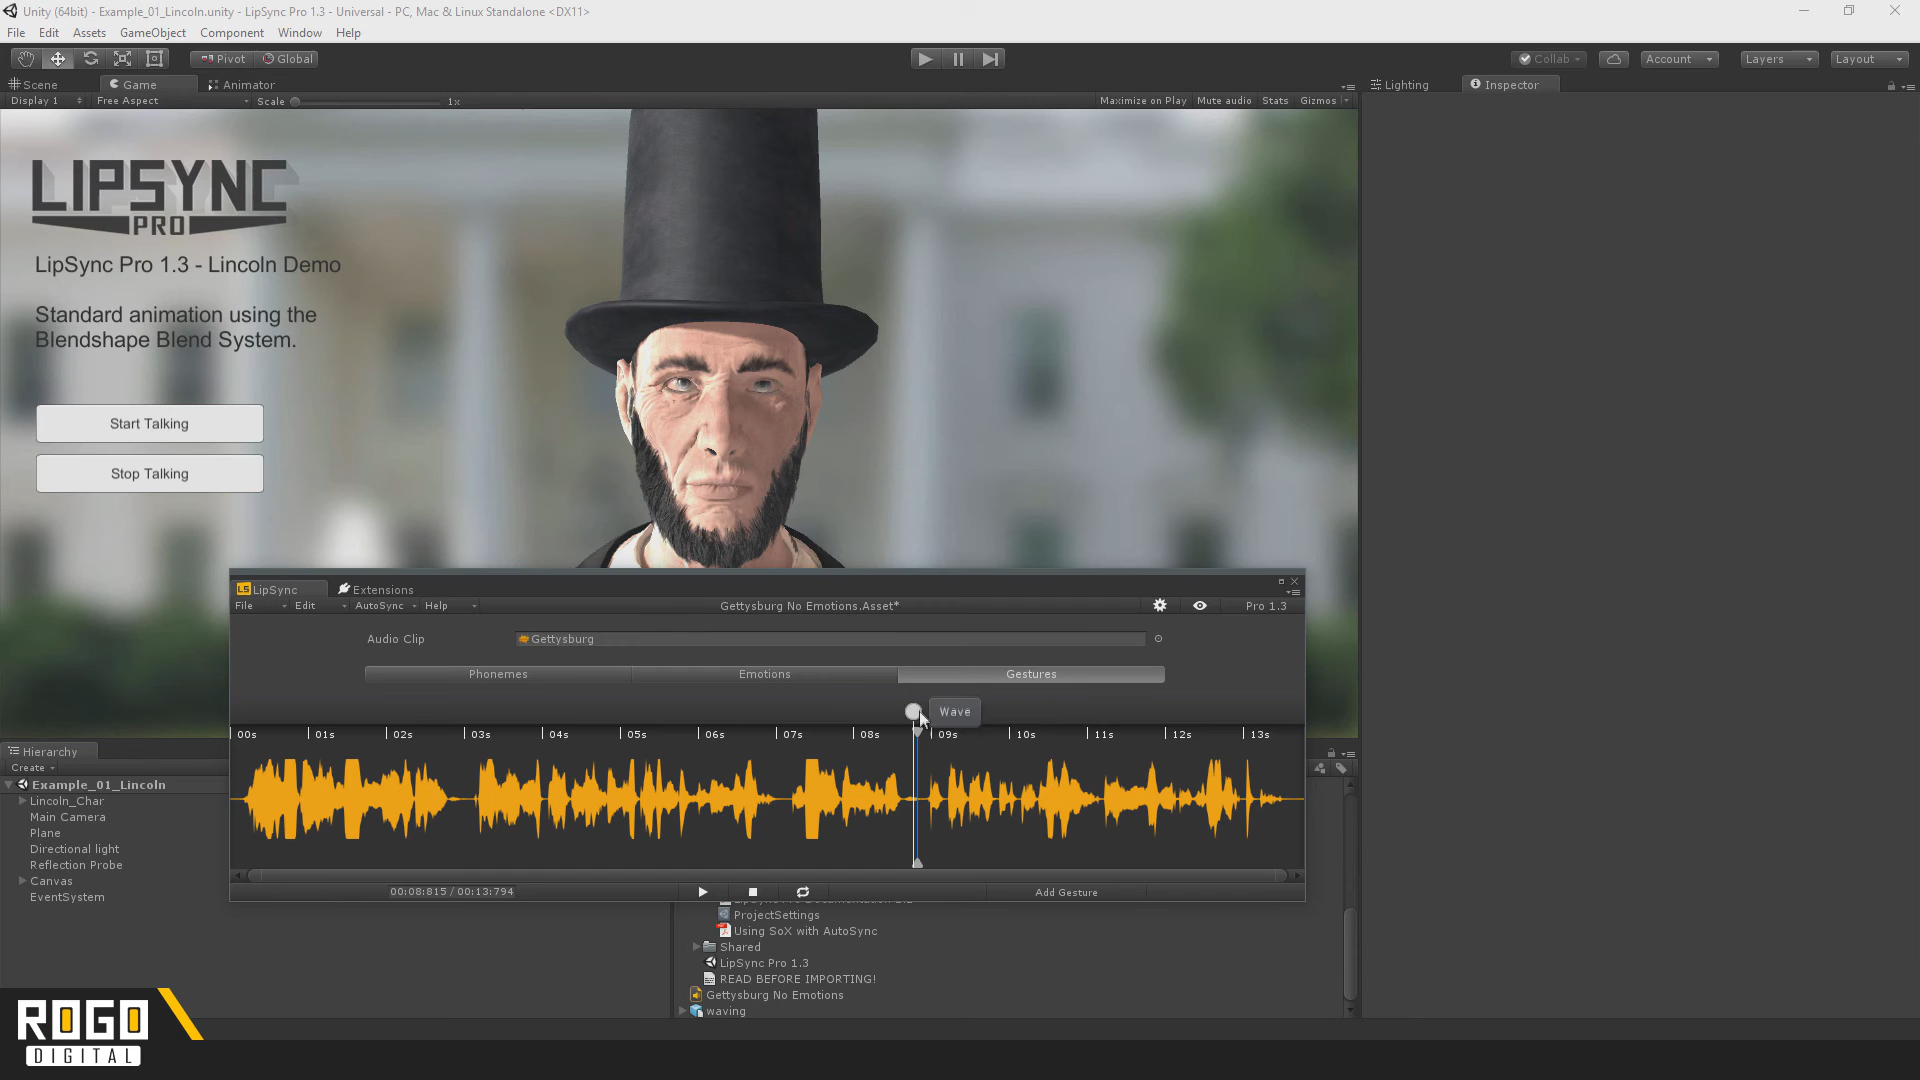 Unity (64bit) - Example_01_Lincoln.unity - LipSync Pro 1.3 - Universal - PC, Mac & Linux Standalone <DX11>
File Edit Assets GameObject Component Window Help
Pivot Global Collab Account Layers Layout
Scene Game Animator Lighting Inspector
Display 1 Free Aspect Scale 1x Maximize on Play Mute audio Stats Gizmos
LIPSYNC
PRO
LipSync Pro 1.3 - Lincoln Demo
Standard animation using the
Blendshape Blend System.
Start Talking
Stop Talking
LS LipSync Extensions
File Edit AutoSync Help Gettysburg No Emotions.Asset* Pro 1.3
Audio Clip Gettysburg
Phonemes Emotions Gestures
Wave
00s 01s 02s 03s 04s 05s 06s 07s 08s 09s 10s 11s 12s 13s
00:08:815 / 00:13:794 Add Gesture
Hierarchy
Create
Example_01_Lincoln
Lincoln_Char
Main Camera
Plane
Directional light
Reflection Probe
Canvas
EventSystem
ProjectSettings
Using SoX with AutoSync
Shared
LipSync Pro 1.3
READ BEFORE IMPORTING!
Gettysburg No Emotions
waving
ROGO
DIGITAL